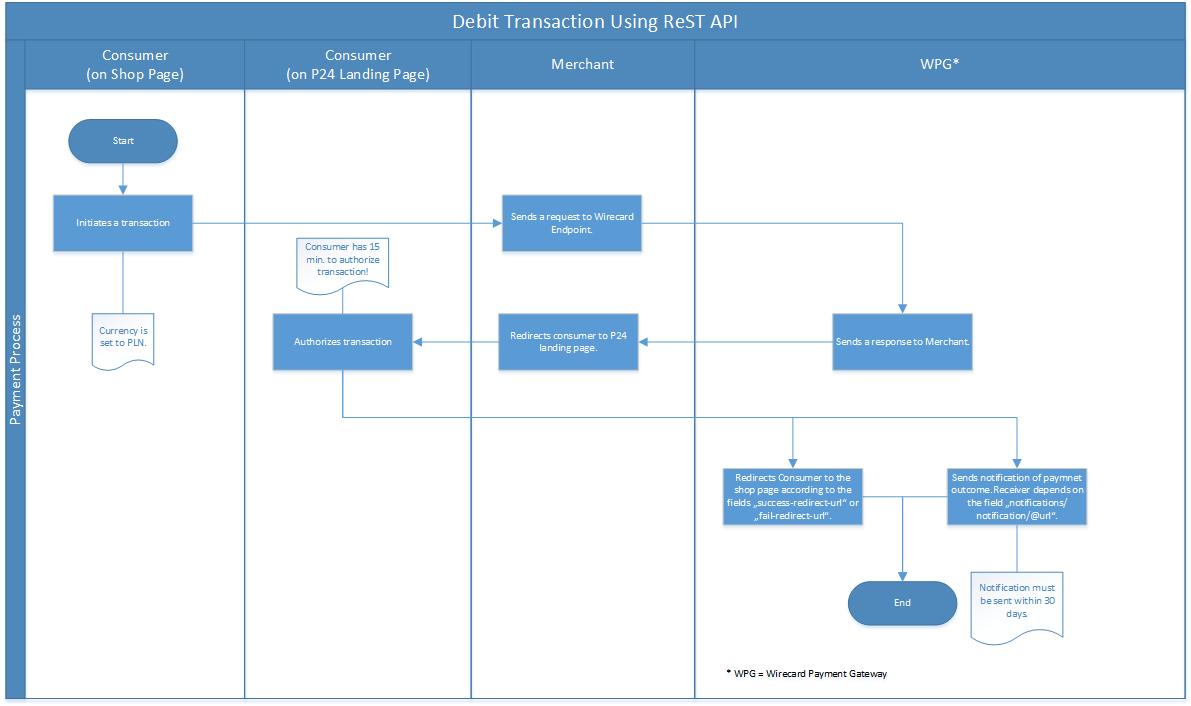 Debit Transaction Using ReST API
Consumer
(on Shop Page)
Consumer
(on P24 Landing Page)
Merchant
WPG*
Payment Process
Start
Initiates a transaction
Sends a request to Wirecard
Endpoint.
Consumer has 15
min. to authorize
transaction!
Currency is
set to PLN.
Authorizes transaction
Redirects consumer to P24
landing page.
Sends a response to Merchant.
Redirects Consumer to the
shop page according to the
fields „success-redirect-url“ or
„fail-redirect-url“.
Sends notification of paymnet
outcome. Receiver depends on
the field „notifications/
notification/@url“.
End
Notification must
be sent within 30
days.
* WPG = Wirecard Payment Gateway